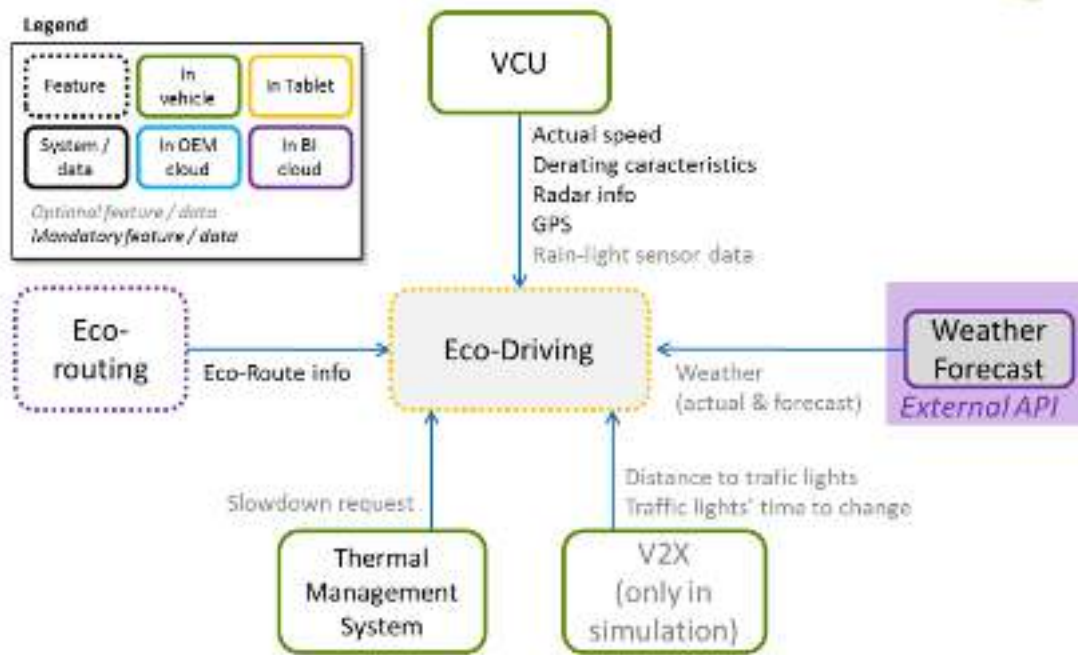 Legend
Feature
In
vehicle
In Tablet
System /
data
In OEM
cloud
In BI
cloud
Optional feature / data
Mandatory feature / data
VCU
Actual speed
Derating caracteristics
Radar info
GPS
Rain-light sensor data
Eco-
routing
Eco-Route info
Eco-Driving
Weather
(actual & forecast)
Weather
Forecast
External API
Slowdown request
Distance to trafic lights
Traffic lights' time to change
Thermal
Management
System
V2X
(only in
simulation)